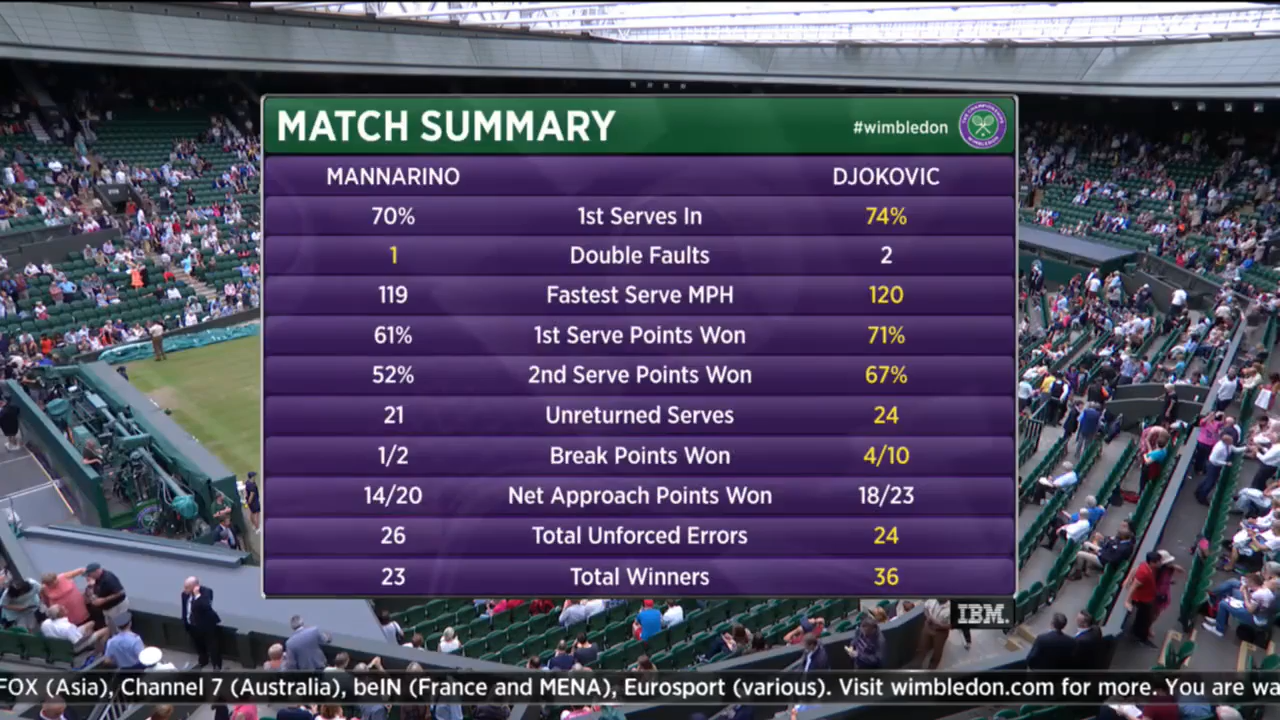 MATCH SUMMARY #wimbledon
MANNARINO DJOKOVIC
70% 1st Serves In 74%
1 Double Faults 2
119 Fastest Serve MPH 120
61% 1st Serve Points Won 71%
52% 2nd Serve Points Won 67%
21 Unreturned Serves 24
1/2 Break Points Won 4/10
14/20 Net Approach Points Won 18/23
26 Total Unforced Errors 24
23 Total Winners 36
IBM.
FOX (Asia), Channel 7 (Australia), beIN (France and MENA), Eurosport (various). Visit wimbledon.com for more. You are wa